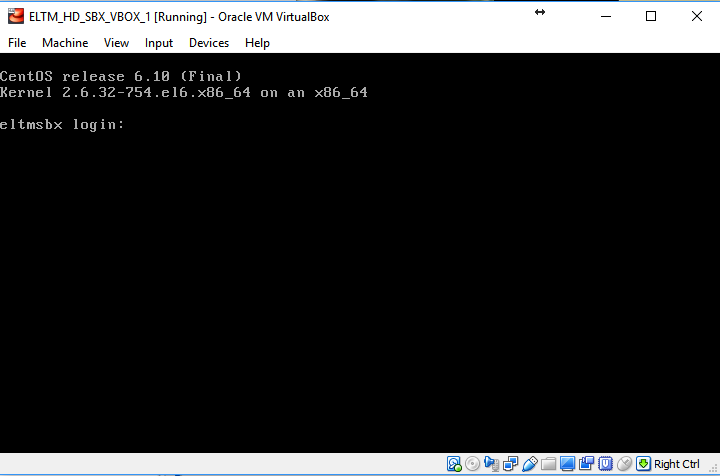 ELTM_HD_SBX_VBOX_1 [Running] - Oracle VM VirtualBox
File Machine View Input Devices Help
CentOS release 6.10 (Final)
Kernel 2.6.32-754.el6.x86_64 on an x86_64
eltmsbx login:
Right Ctrl